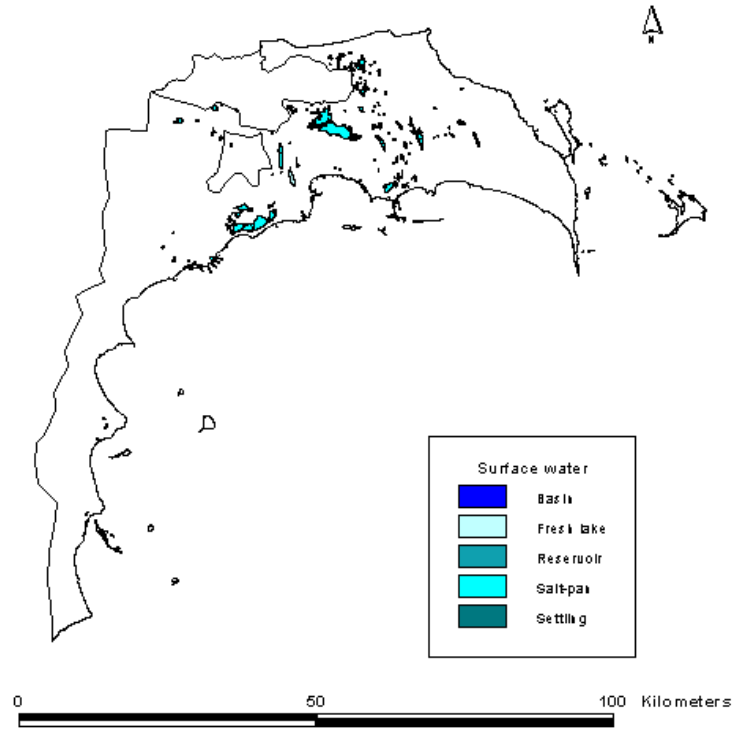 N
Surface water
Basin
Fresh lake
Reservoir
Salt-pan
Settling
0 50 100 Kilometers